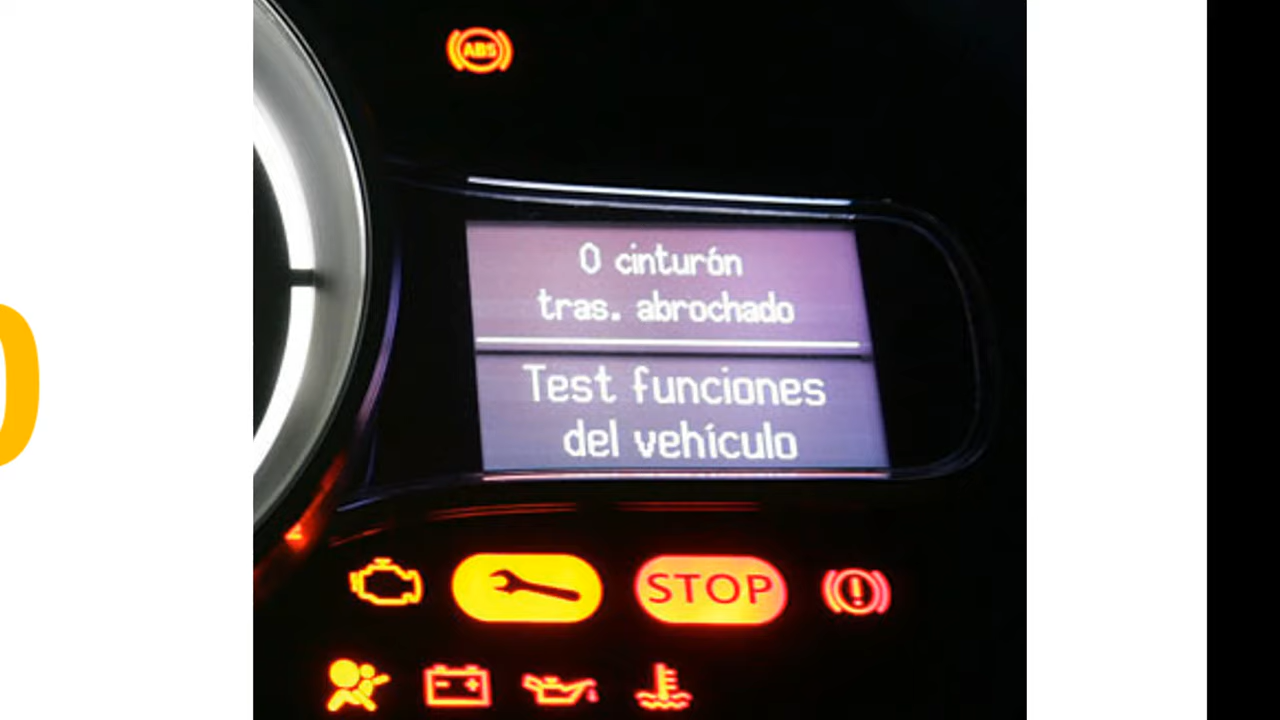 ABS
0 cinturón
tras. abrochado
Test funciones
del vehículo
STOP